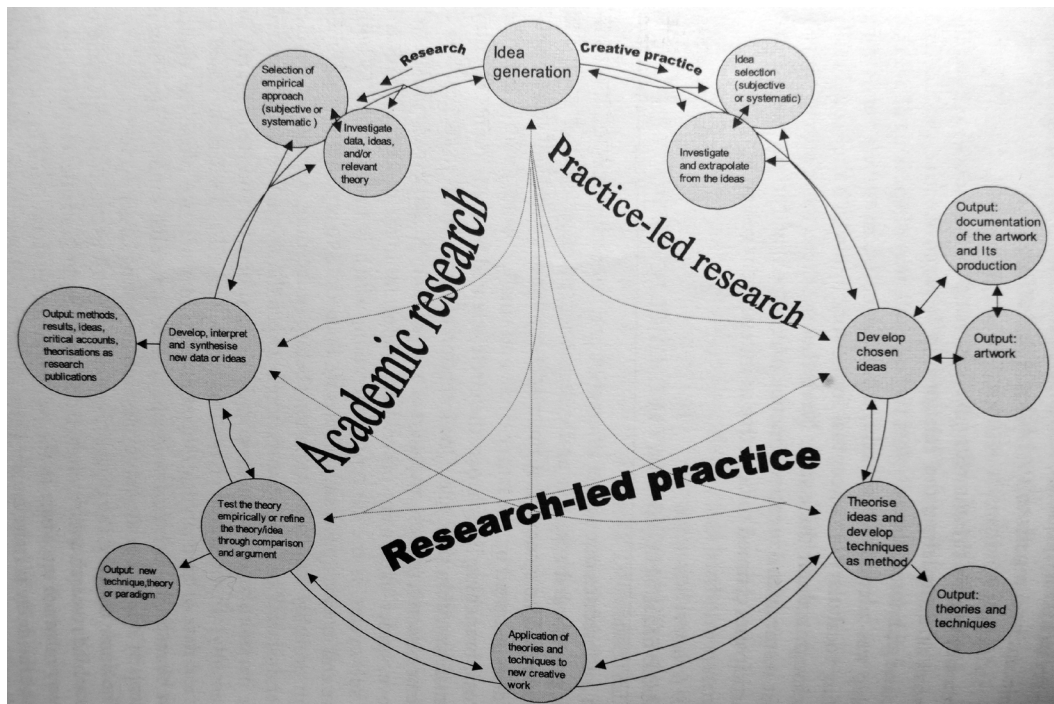 Idea
generation
Research
Creative practice
Selection of
empirical
approach
(subjective or
systematic )
Investigate
data, ideas,
and/or
relevant
theory
Idea
selection
(subjective
or systematic)
Investigate
and extrapolate
from the ideas
Academic research
Practice-led research
Research-led practice
Output: methods,
results, ideas,
critical accounts,
theorisations as
research
publications
Develop, interpret
and synthesise
new data or ideas
Output:
documentation
of the artwork
and Its
production
Develop
chosen
ideas
Output:
artwork
Test the theory
empirically or refine
the theory/idea
through comparison
and argument
Output: new
technique,theory
or paradigm
Theorise
ideas and
develop
techniques
as method
Output:
theories and
techniques
Application of
theories and
techniques to
new creative
work